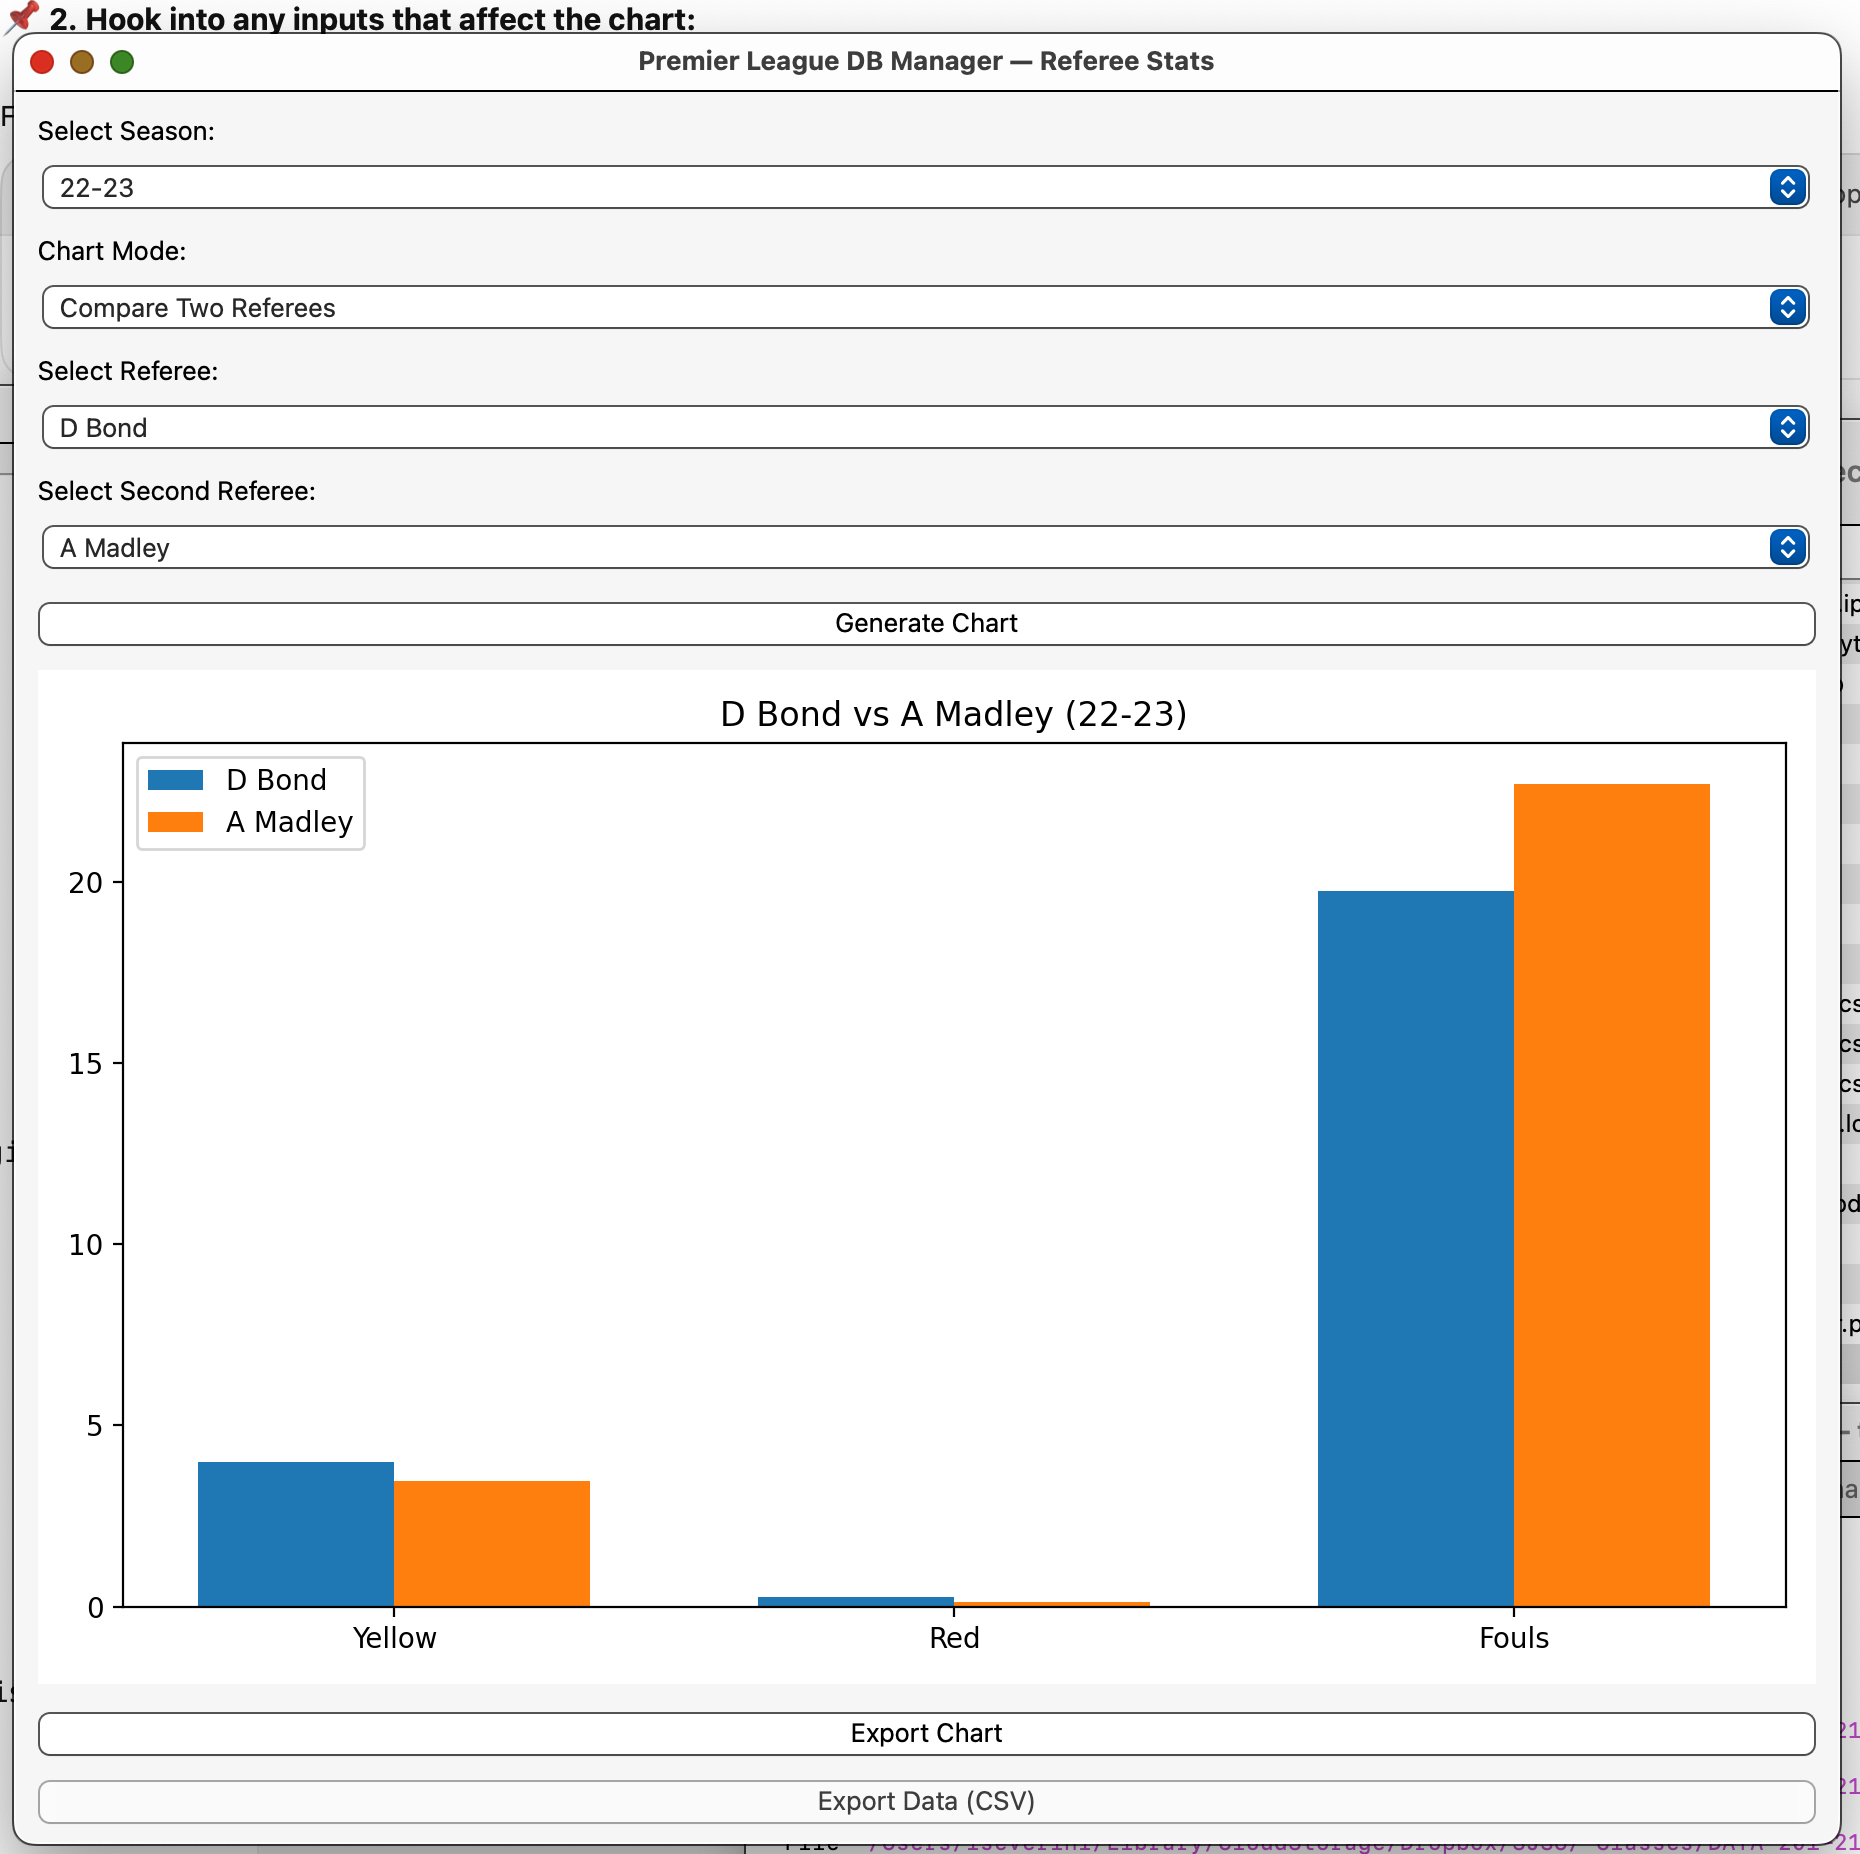 2. Hook into any inputs that affect the chart:
Premier League DB Manager — Referee Stats
Select Season:
22-23
Chart Mode:
Compare Two Referees
Select Referee:
D Bond
Select Second Referee:
A Madley
Generate Chart
D Bond vs A Madley (22-23)
D Bond
A Madley
20
15
10
5
0
Yellow
Red
Fouls
Export Chart
Export Data (CSV)